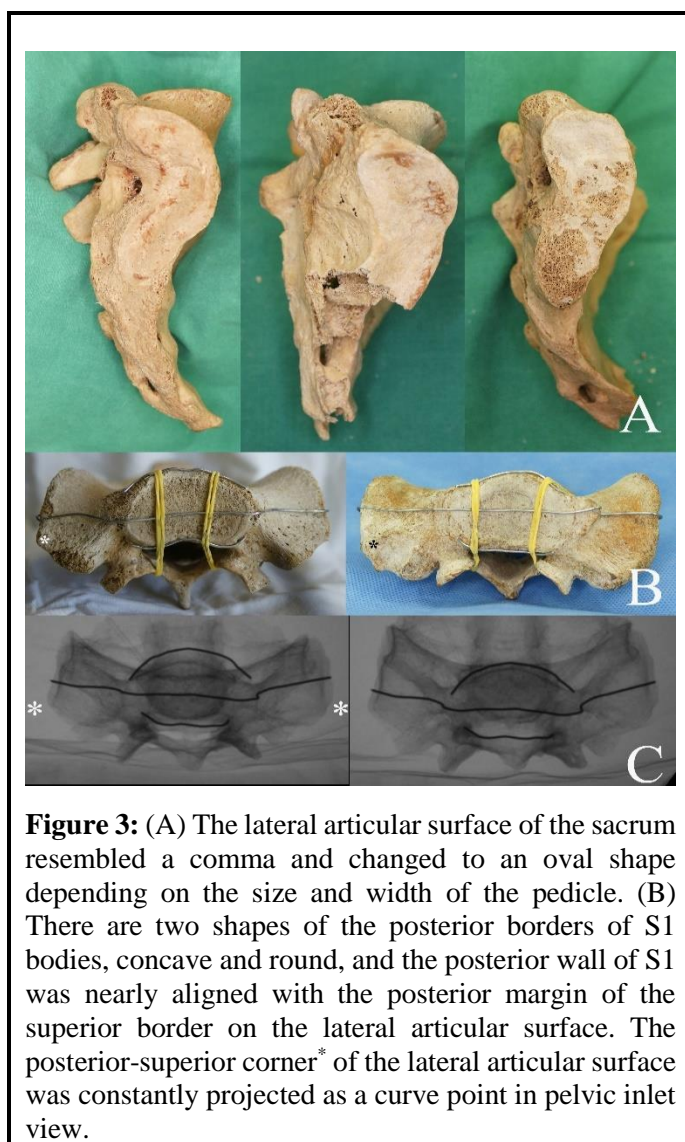 A
*
*
B
*
*
C
Figure 3: (A) The lateral articular surface of the sacrum
resembled a comma and changed to an oval shape
depending on the size and width of the pedicle. (B)
There are two shapes of the posterior borders of S1
bodies, concave and round, and the posterior wall of S1
was nearly aligned with the posterior margin of the
superior border on the lateral articular surface. The
posterior-superior corner* of the lateral articular surface
was constantly projected as a curve point in pelvic inlet
view.